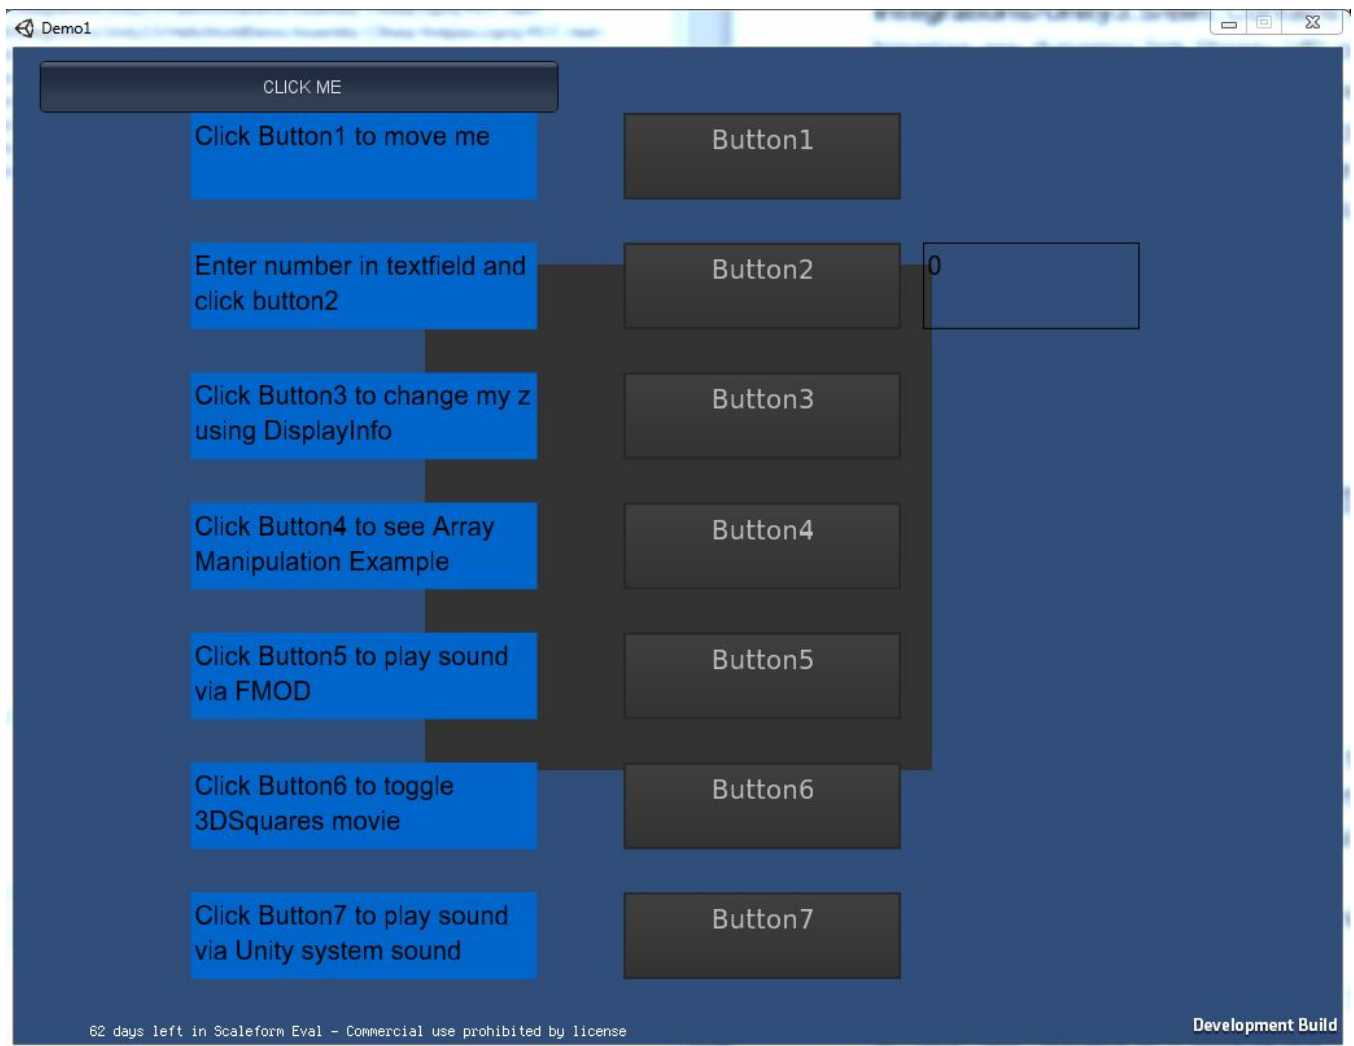 Demo1
CLICK ME
Click Button1 to move me
Button1
Enter number in textfield and
click button2
Button2
0
Click Button3 to change my z
using DisplayInfo
Button3
Click Button4 to see Array
Manipulation Example
Button4
Click Button5 to play sound
via FMOD
Button5
Click Button6 to toggle
3DSquares movie
Button6
Click Button7 to play sound
via Unity system sound
Button7
62 days left in Scaleform Eval - Commercial use prohibited by license
Development Build